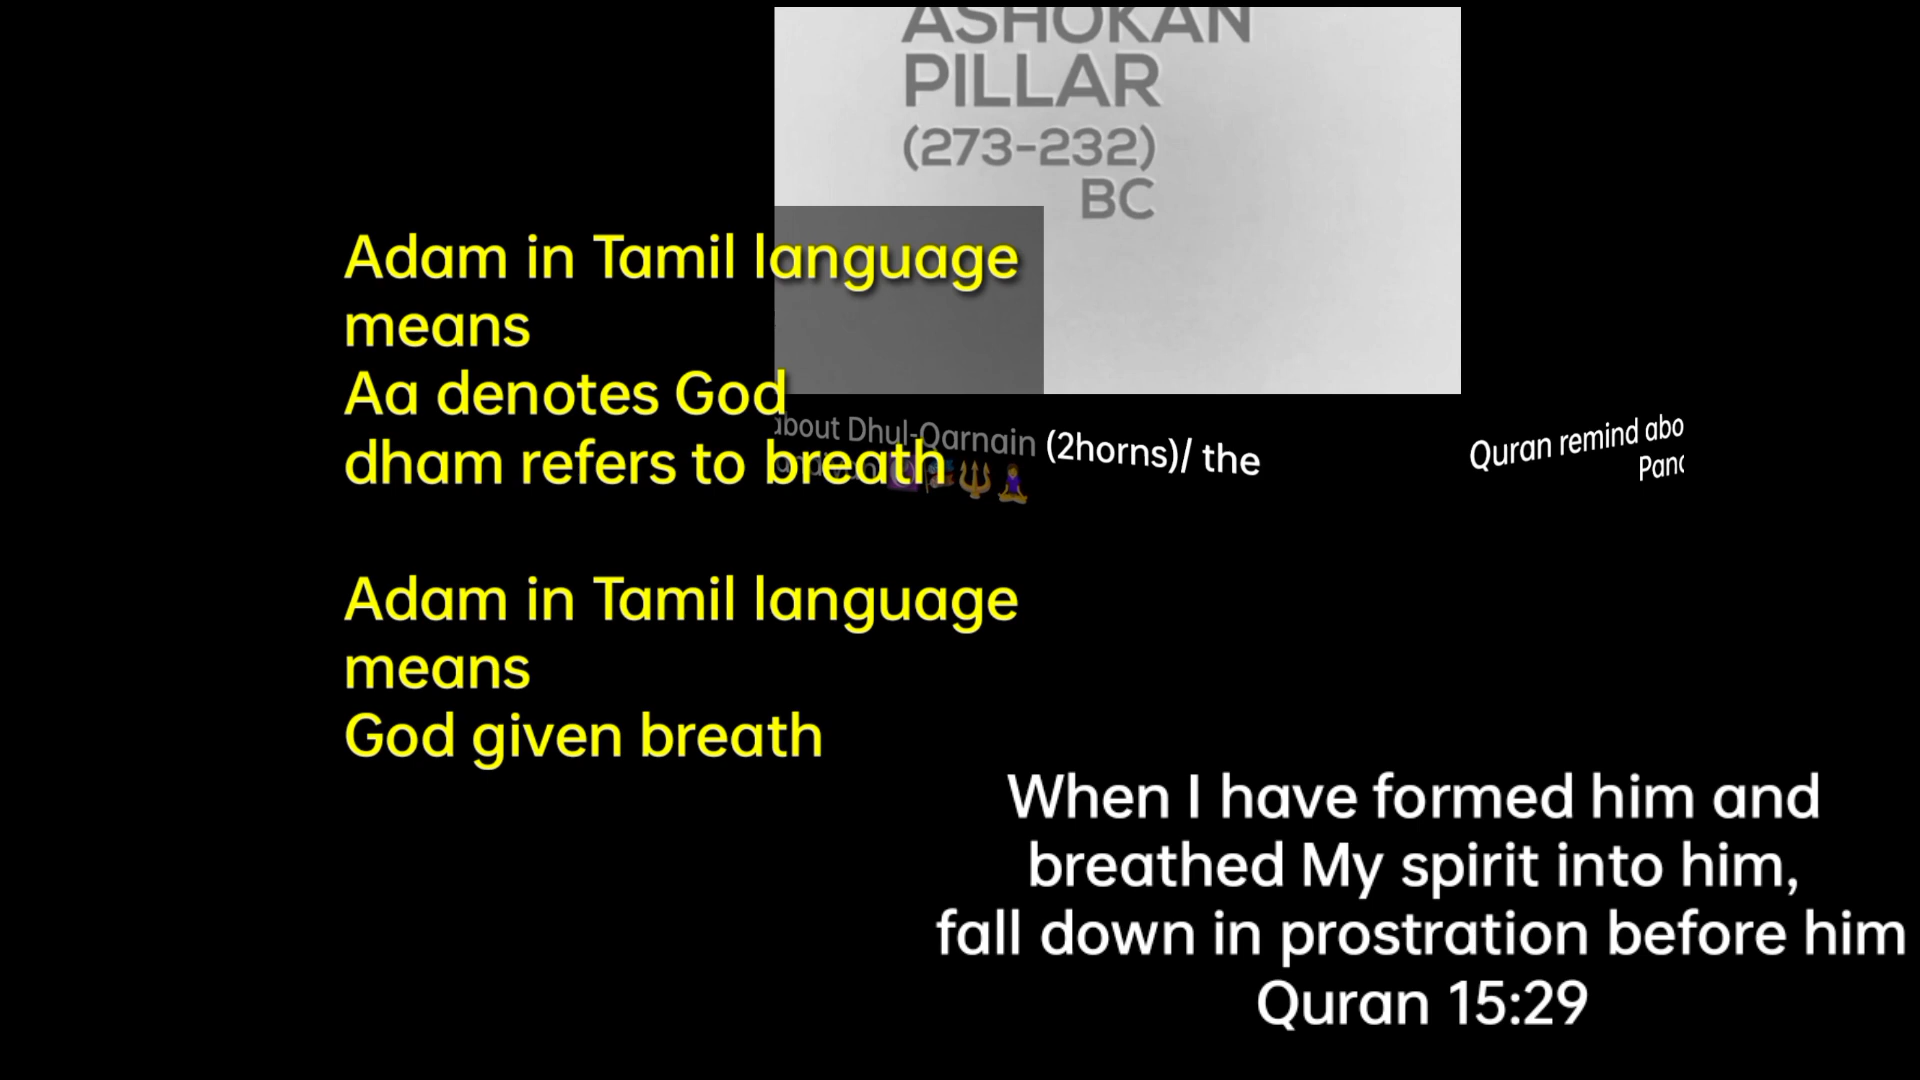 ASHOKAN
PILLAR
(273-232)
BC
Adam in Tamil language
means
Aa denotes God
dham refers to breath
about Dhul-Qarnain (2horns)/ the
Quran remind abo
Adam in Tamil language
means
God given breath
When I have formed him and
breathed My spirit into him,
fall down in prostration before him
Quran 15:29